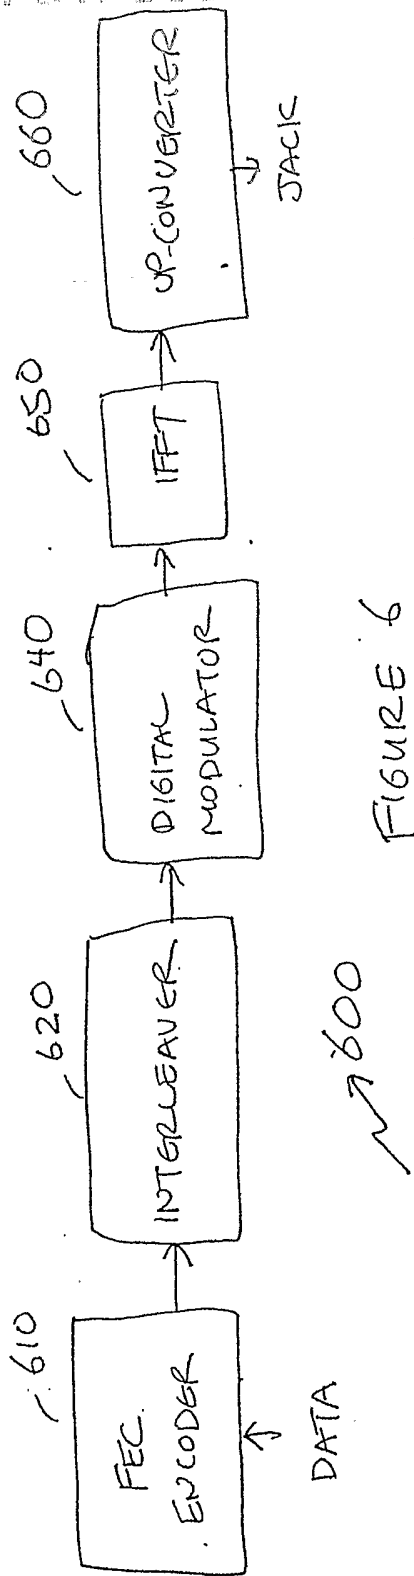 610
FEC
ENCODER
DATA
620
INTERLEAVER
640
DIGITAL
MODULATOR
650
IFFT
660
UP-CONVERTER
JACK
600
FIGURE 6